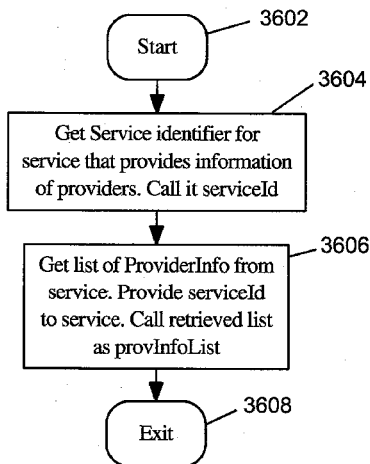 3602
Start
3604
Get Service identifier for
service that provides information
of providers. Call it serviceId
3606
Get list of ProviderInfo from
service. Provide serviceId
to service. Call retrieved list
as provInfoList
3608
Exit